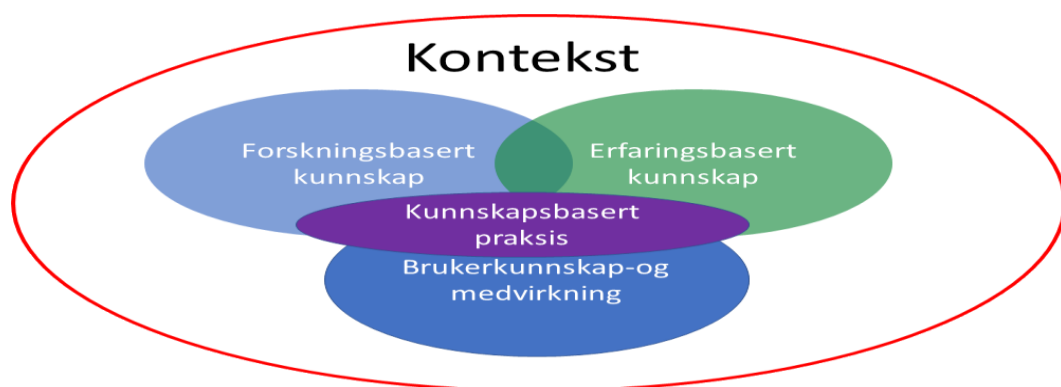 Kontekst
Forskningsbasert
kunnskap
Erfaringsbasert
kunnskap
Kunnskapsbasert
praksis
Brukerkunnskap-og
medvirkning